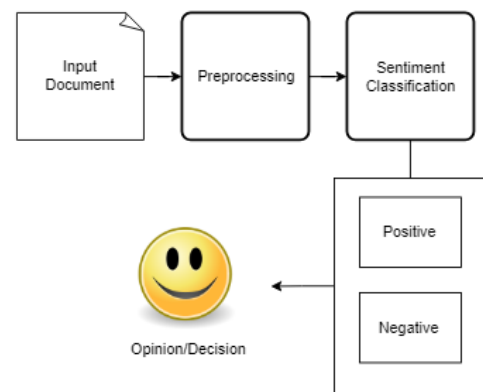 Input
Document
Preprocessing
Sentiment
Classification
Positive
Negative
Opinion/Decision